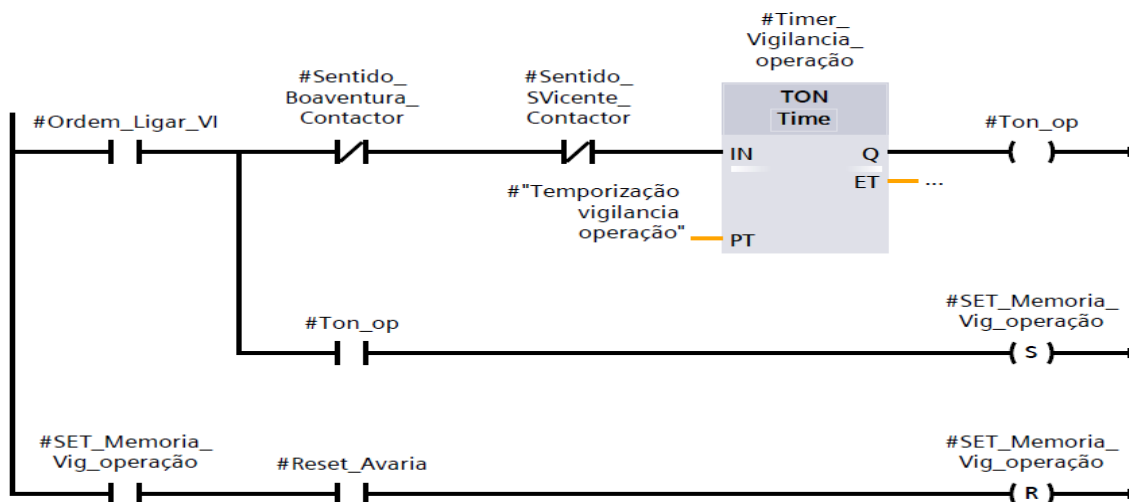 #Timer_
Vigilancia_
operação
#Sentido_
Boaventura_
Contactor
#Sentido_
SVicente_
Contactor
TON
Time
#Ordem_Ligar_VI
#Ton_op
IN
Q
ET
...
#"Temporização
vigilancia
operação"
PT
#Ton_op
#SET_Memoria_
Vig_operação
S
#SET_Memoria_
Vig_operação
#Reset_Avaria
#SET_Memoria_
Vig_operação
R